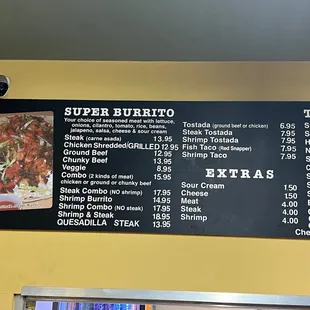 SUPER BURRITO
Your choice of seasoned meat with lettuce,
onions, cilantro, tomato, rice, beans,
jalapeno, salsa, cheese & sour cream
Steak (carne asada) 13.95
Chicken Shredded/GRILLED 12.95
Ground Beef 12.95
Chunky Beef 13.95
Veggie 8.95
Combo (2 kinds of meat) 15.95
chicken or ground or chunky beef
Steak Combo (NO shrimp) 17.95
Shrimp Burrito 14.95
Shrimp Combo (NO steak) 17.95
Shrimp & Steak 18.95
QUESADILLA STEAK 13.95
Tostada (ground beef or chicken) 6.95
Steak Tostada 7.95
Shrimp Tostada 7.95
Fish Taco (Red Snapper) 7.95
Shrimp Taco 7.95
EXTRAS
Sour Cream 1.50
Cheese 1.50
Meat 4.00
Steak 4.00
Shrimp 4.00